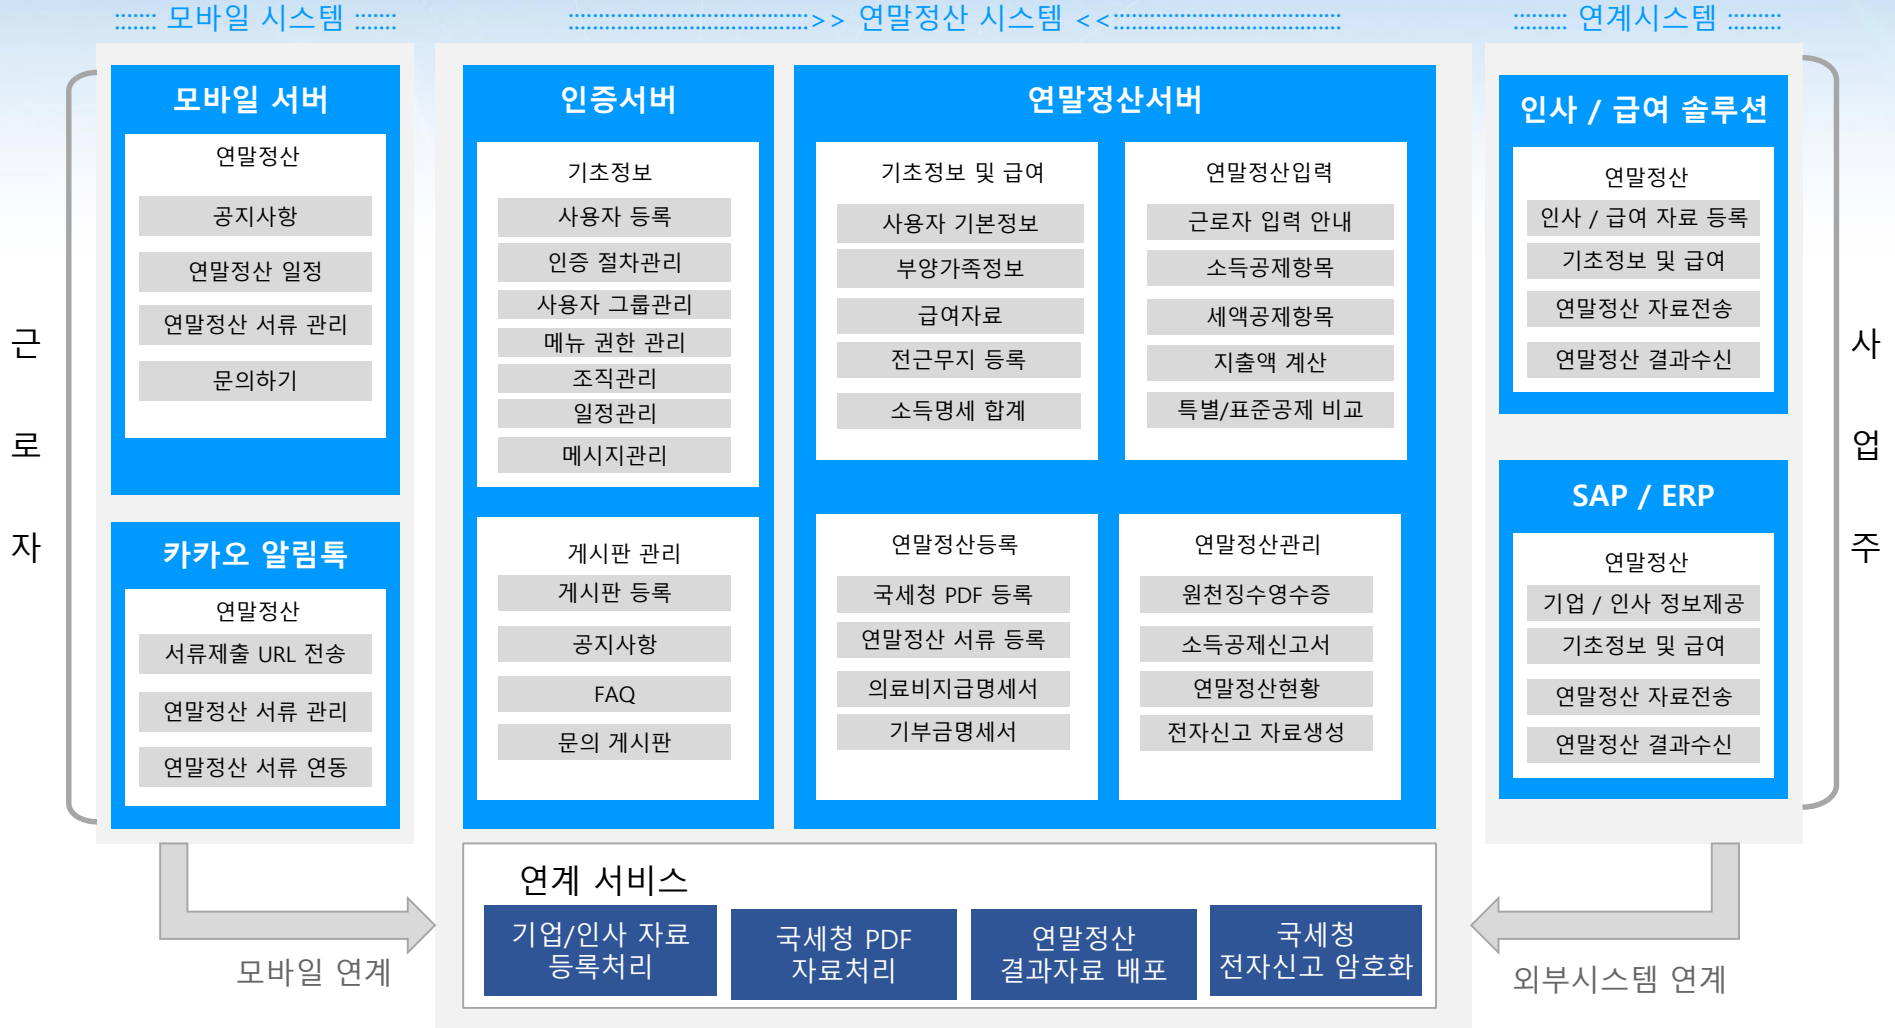 ::::::: 모바일 시스템 :::::::
::::::::::::::::::::::::::::::::::::::::>> 연말정산 시스템 <<::::::::::::::::::::::::::::::::::::::
::::::::: 연계시스템 :::::::::
근
로
자
모바일 서버
연말정산
공지사항
연말정산 일정
연말정산 서류 관리
문의하기
카카오 알림톡
연말정산
서류제출 URL 전송
연말정산 서류 관리
연말정산 서류 연동
인증서버
기초정보
사용자 등록
인증 절차관리
사용자 그룹관리
메뉴 권한 관리
조직관리
일정관리
메시지관리
게시판 관리
게시판 등록
공지사항
FAQ
문의 게시판
연말정산서버
기초정보 및 급여
사용자 기본정보
부양가족정보
급여자료
전근무지 등록
소득명세 합계
연말정산입력
근로자 입력 안내
소득공제항목
세액공제항목
지출액 계산
특별/표준공제 비교
연말정산등록
국세청 PDF 등록
연말정산 서류 등록
의료비지급명세서
기부금명세서
연말정산관리
원천징수영수증
소득공제신고서
연말정산현황
전자신고 자료생성
인사 / 급여 솔루션
연말정산
인사 / 급여 자료 등록
기초정보 및 급여
연말정산 자료전송
연말정산 결과수신
SAP / ERP
연말정산
기업 / 인사 정보제공
기초정보 및 급여
연말정산 자료전송
연말정산 결과수신
사
업
주
연계 서비스
기업/인사 자료
등록처리
국세청 PDF
자료처리
연말정산
결과자료 배포
국세청
전자신고 암호화
모바일 연계
외부시스템 연계